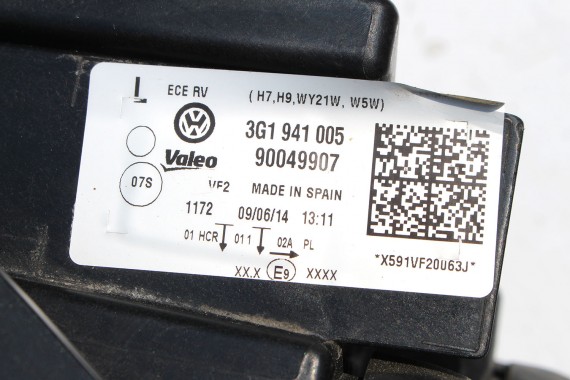 L ECE RV (H7,H9,WY21W, W5W)
3G1 941 005
Valeo 90049907
07S VF2 MADE IN SPAIN
1172 09/06/14 13:11
01 HCR 011 02A PL
*X591VF20063J*
XX.X E9 XXXX